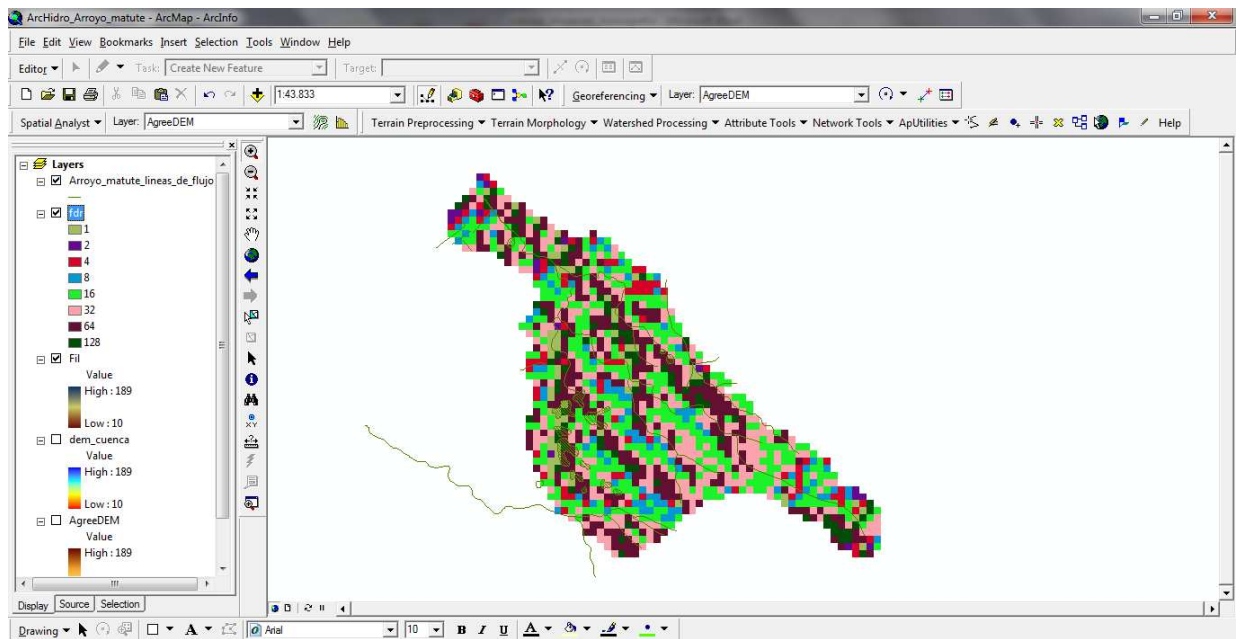 ArcHidro_Arroyo_matute - ArcMap - ArcInfo
File Edit View Bookmarks Insert Selection Tools Window Help
Editor Task: Create New Feature Target:
1:43.833 Georeferencing Layer: AgreeDEM
Spatial Analyst Layer: AgreeDEM Terrain Preprocessing Terrain Morphology Watershed Processing Attribute Tools Network Tools ApUtilities Help
Layers
Arroyo_matute_lineas_de_flujo
fdr
1
2
4
8
16
32
64
128
Fil
Value
High : 189
Low : 10
dem_cuenca
Value
High : 189
Low : 10
AgreeDEM
Value
High : 189
Display Source Selection
Drawing A Arial 10 B I U A